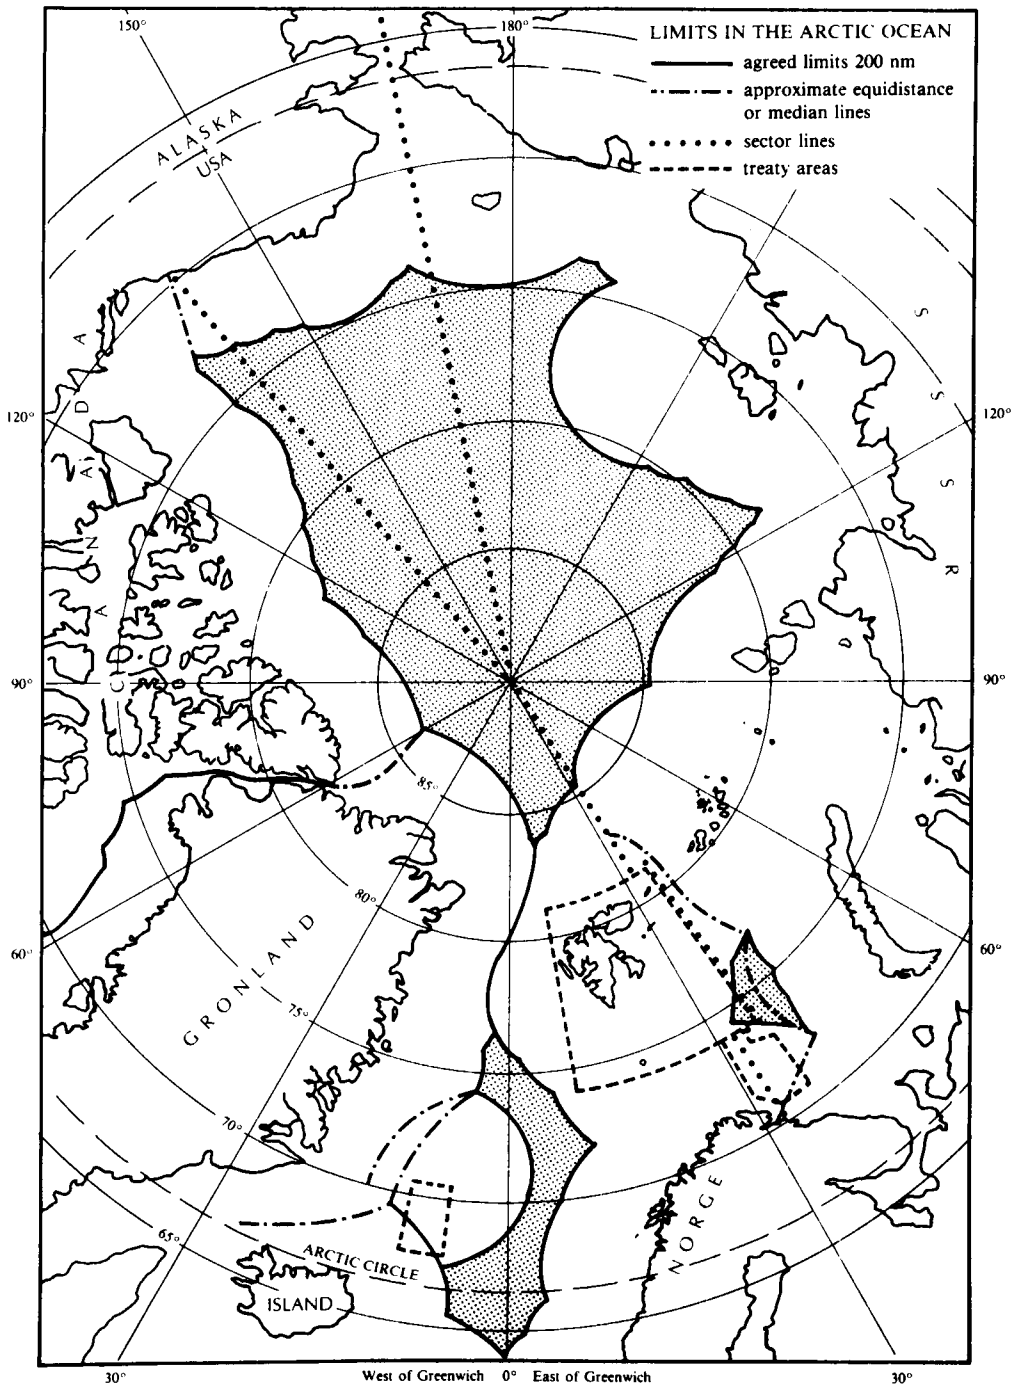 150°
180°
LIMITS IN THE ARCTIC OCEAN
agreed limits 200 nm
approximate equidistance
or median lines
sector lines
treaty areas
ALASKA
USA
CANADA
S S S R
120°
120°
90°
90°
85°
80°
75°
70°
65°
60°
60°
GRONLAND
NORGE
ARCTIC CIRCLE
ISLAND
30°
West of Greenwich 0° East of Greenwich
30°